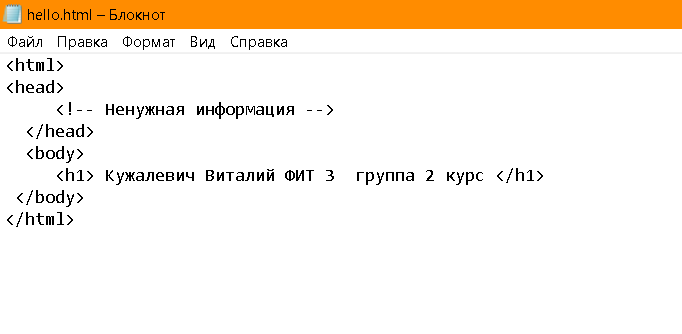 hello.html – Блокнот
Файл Правка Формат Вид Справка
<html>
<head>
     <!-- Ненужная информация -->
  </head>
  <body>
     <h1> Кужалевич Виталий ФИТ 3  группа 2 курс </h1>
 </body>
</html>